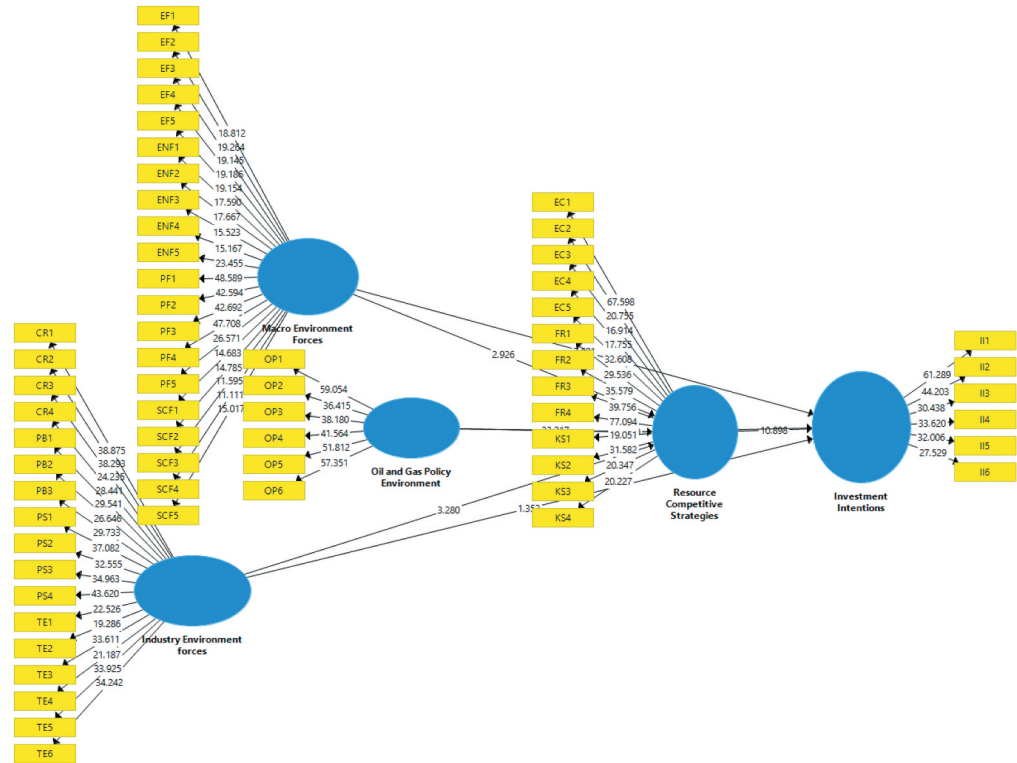 EF1
EF2
EF3
EF4
EF5
ENF1
ENF2
ENF3
ENF4
ENF5
PF1
PF2
PF3
PF4
PF5
SCF1
SCF2
SCF3
SCF4
SCF5
18.812
19.264
19.145
19.186
19.154
17.590
17.667
15.523
15.167
23.455
48.589
42.594
42.692
47.708
26.571
14.683
14.785
11.595
11.111
15.017
Macro Environment
Forces
CR1
CR2
CR3
CR4
PB1
PB2
PB3
PS1
PS2
PS3
PS4
TE1
TE2
TE3
TE4
TE5
TE6
38.875
38.293
24.235
28.441
29.541
26.646
29.733
37.082
32.555
34.963
43.620
22.526
19.286
33.611
21.187
33.925
34.242
Industry Environment
forces
OP1
OP2
OP3
OP4
OP5
OP6
59.054
36.415
38.180
41.564
51.812
57.351
Oil and Gas Policy
Environment
2.926
3.280
10.898
EC1
EC2
EC3
EC4
EC5
FR1
FR2
FR3
FR4
KS1
KS2
KS3
KS4
67.598
20.755
16.914
17.755
32.608
29.536
35.579
39.756
77.094
19.051
31.582
20.347
20.227
Resource
Competitive
Strategies
Investment
Intentions
II1
II2
II3
II4
II5
II6
61.289
44.203
30.438
33.620
32.006
27.529